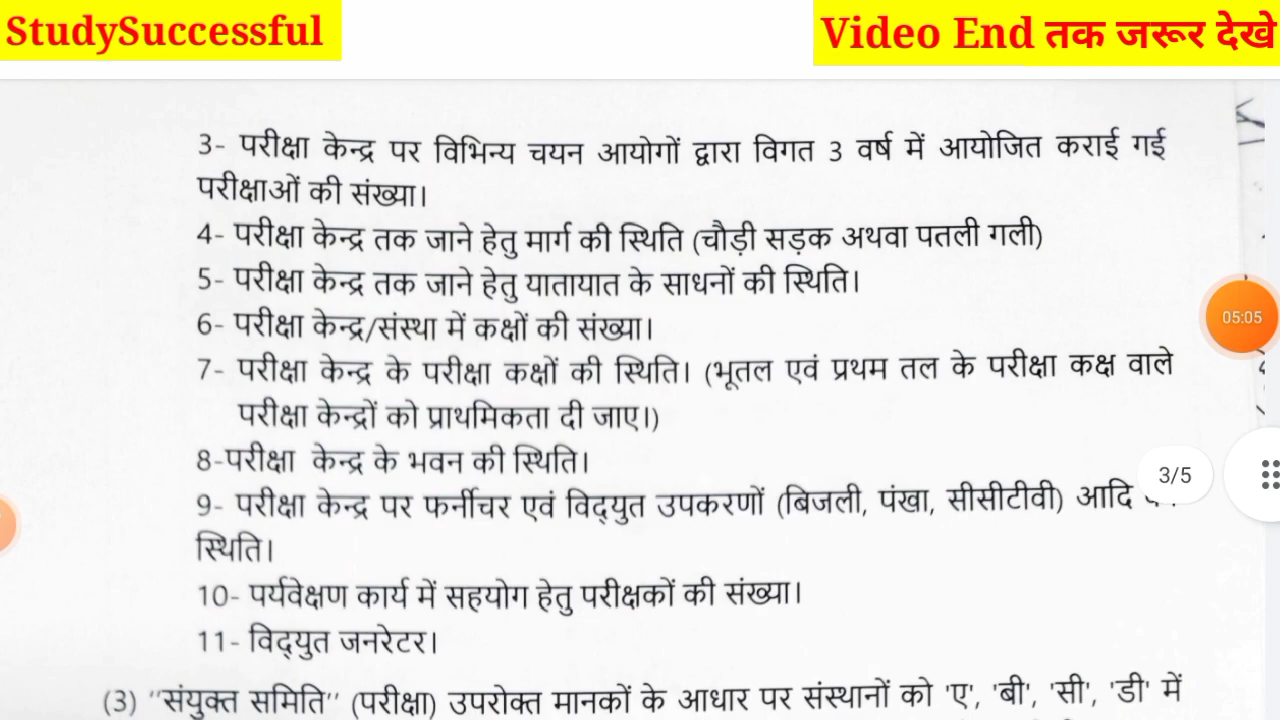 StudySuccessful
Video End तक जरूर देखे
3- परीक्षा केन्द्र पर विभिन्य चयन आयोगों द्वारा विगत 3 वर्ष में आयोजित कराई गई
परीक्षाओं की संख्या।
4- परीक्षा केन्द्र तक जाने हेतु मार्ग की स्थिति (चौड़ी सड़क अथवा पतली गली)
5- परीक्षा केन्द्र तक जाने हेतु यातायात के साधनों की स्थिति।
6- परीक्षा केन्द्र/संस्था में कक्षों की संख्या।
7- परीक्षा केन्द्र के परीक्षा कक्षों की स्थिति। (भूतल एवं प्रथम तल के परीक्षा कक्ष वाले
परीक्षा केन्द्रों को प्राथमिकता दी जाए।)
8-परीक्षा केन्द्र के भवन की स्थिति।
9- परीक्षा केन्द्र पर फर्नीचर एवं विद्युत उपकरणों (बिजली, पंखा, सीसीटीवी) आदि
स्थिति।
10- पर्यवेक्षण कार्य में सहयोग हेतु परीक्षकों की संख्या।
11- विद्युत जनरेटर।
(3) ''संयुक्त समिति'' (परीक्षा) उपरोक्त मानकों के आधार पर संस्थानों को 'ए', 'बी', 'सी', 'डी' में
05:05
3/5